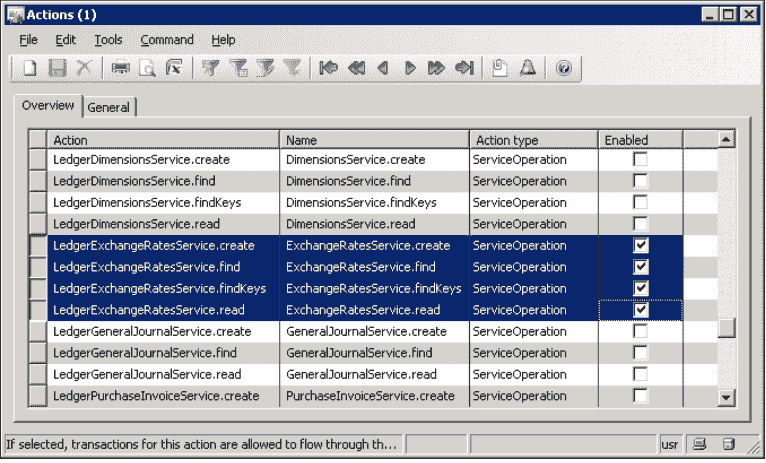 Actions (1)
File Edit Tools Command Help
Overview General
Action Name Action type Enabled
LedgerDimensionsService.create DimensionsService.create ServiceOperation
LedgerDimensionsService.find DimensionsService.find ServiceOperation
LedgerDimensionsService.findKeys DimensionsService.findKeys ServiceOperation
LedgerDimensionsService.read DimensionsService.read ServiceOperation
LedgerExchangeRatesService.create ExchangeRatesService.create ServiceOperation
LedgerExchangeRatesService.find ExchangeRatesService.find ServiceOperation
LedgerExchangeRatesService.findKeys ExchangeRatesService.findKeys ServiceOperation
LedgerExchangeRatesService.read ExchangeRatesService.read ServiceOperation
LedgerGeneralJournalService.create GeneralJournalService.create ServiceOperation
LedgerGeneralJournalService.find GeneralJournalService.find ServiceOperation
LedgerGeneralJournalService.read GeneralJournalService.read ServiceOperation
LedgerPurchaseInvoiceService.create PurchaseInvoiceService.create ServiceOperation
If selected, transactions for this action are allowed to flow through th... usr